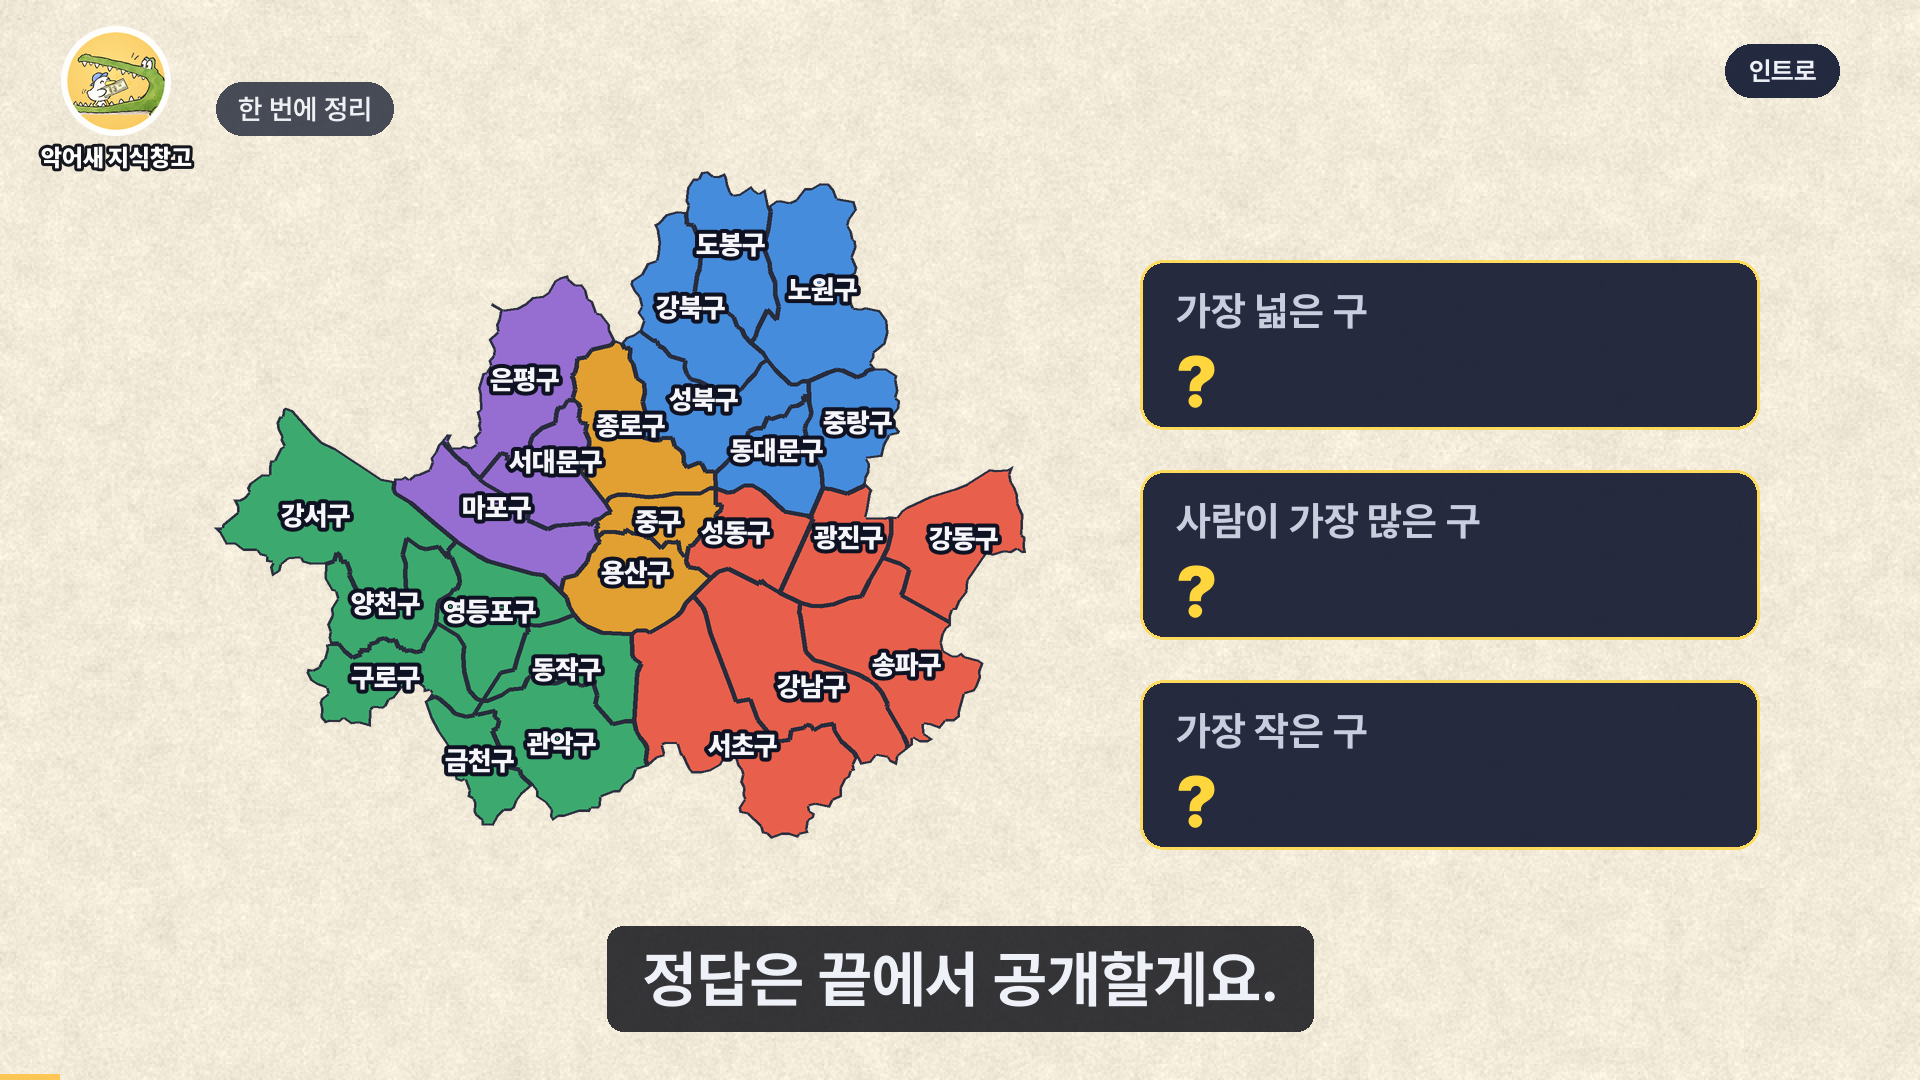 악어새 지식창고
한 번에 정리
인트로
도봉구
노원구
강북구
은평구
성북구
종로구
중랑구
동대문구
서대문구
마포구
강서구
중구
성동구
광진구
강동구
용산구
양천구
영등포구
동작구
구로구
송파구
강남구
서초구
관악구
금천구
가장 넓은 구
?
사람이 가장 많은 구
?
가장 작은 구
?
정답은 끝에서 공개할게요.